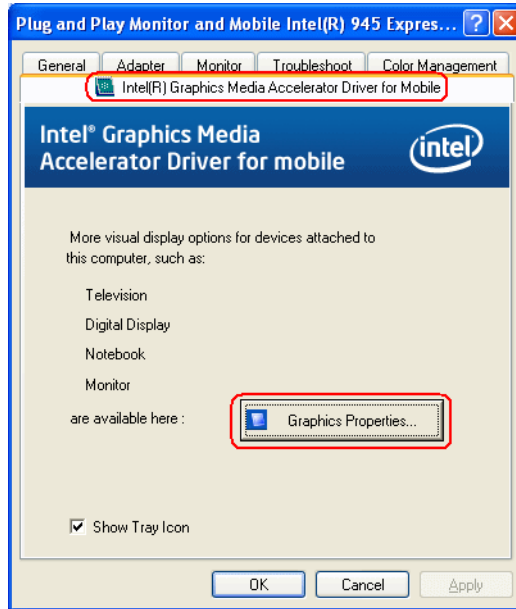 Plug and Play Monitor and Mobile Intel(R) 945 Expres...
General Adapter Monitor Troubleshoot Color Management
Intel(R) Graphics Media Accelerator Driver for Mobile
Intel® Graphics Media
Accelerator Driver for mobile
intel
More visual display options for devices attached to
this computer, such as:
Television
Digital Display
Notebook
Monitor
are available here :
Graphics Properties...
Show Tray Icon
OK Cancel Apply